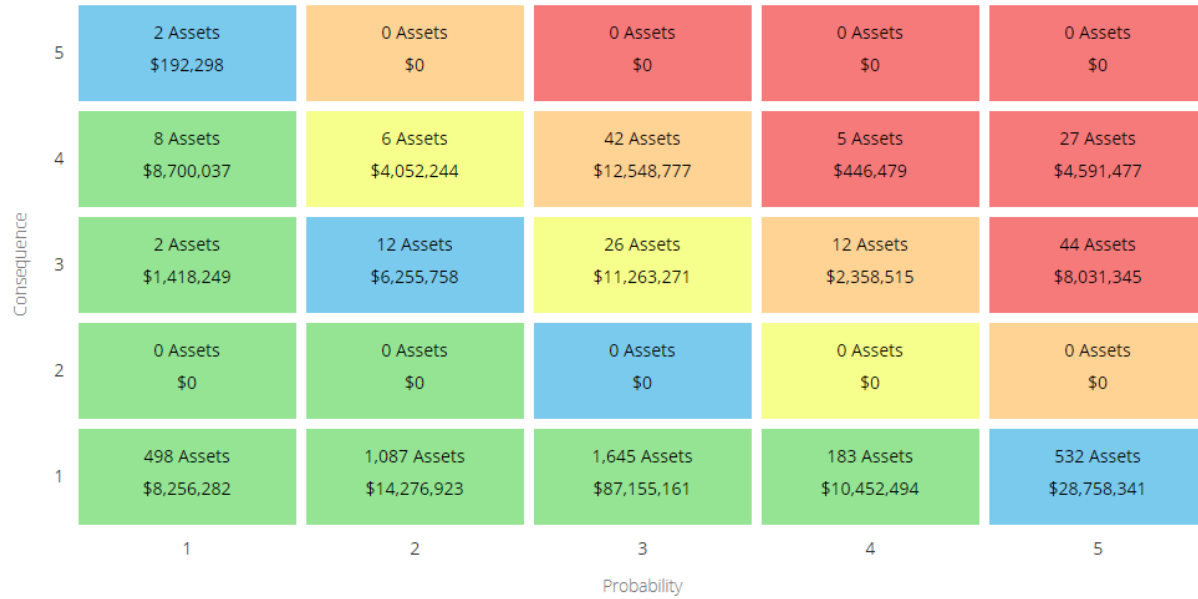 5
2 Assets
$192,298
0 Assets
$0
0 Assets
$0
0 Assets
$0
0 Assets
$0
4
8 Assets
$8,700,037
6 Assets
$4,052,244
42 Assets
$12,548,777
5 Assets
$446,479
27 Assets
$4,591,477
Consequence
3
2 Assets
$1,418,249
12 Assets
$6,255,758
26 Assets
$11,263,271
12 Assets
$2,358,515
44 Assets
$8,031,345
2
0 Assets
$0
0 Assets
$0
0 Assets
$0
0 Assets
$0
0 Assets
$0
1
498 Assets
$8,256,282
1,087 Assets
$14,276,923
1,645 Assets
$87,155,161
183 Assets
$10,452,494
532 Assets
$28,758,341
1
2
3
4
5
Probability